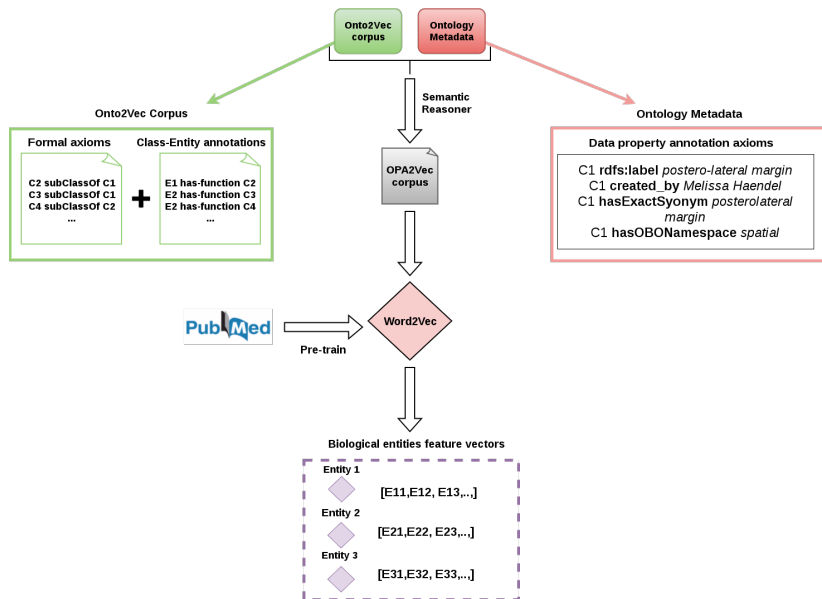 Onto2Vec
corpus
Ontology
Metadata
Semantic
Reasoner
Onto2Vec Corpus
Formal axioms
Class-Entity annotations
C2 subClassOf C1
C3 subClassOf C1
C4 subClassOf C2
...
+
E1 has-function C2
E2 has-function C3
E2 has-function C4
...
OPA2Vec
corpus
Ontology Metadata
Data property annotation axioms
C1 rdfs:label postero-lateral margin
C1 created_by Melissa Haendel
C1 hasExactSyonym posterolateral
margin
C1 hasOBONamespace spatial
PubMed
Pre-train
Word2Vec
Biological entities feature vectors
Entity 1
[E11,E12, E13,..,]
Entity 2
[E21,E22, E23,..,]
Entity 3
[E31,E32, E33,..,]